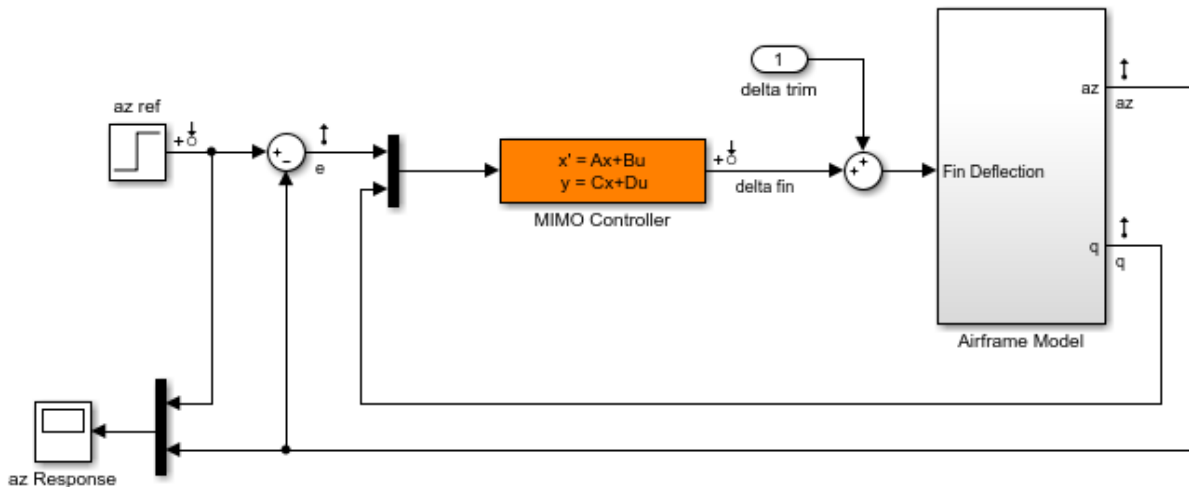 az ref
e
x' = Ax+Bu
y = Cx+Du
MIMO Controller
delta fin
1
delta trim
Fin Deflection
az
az
q
q
Airframe Model
az Response